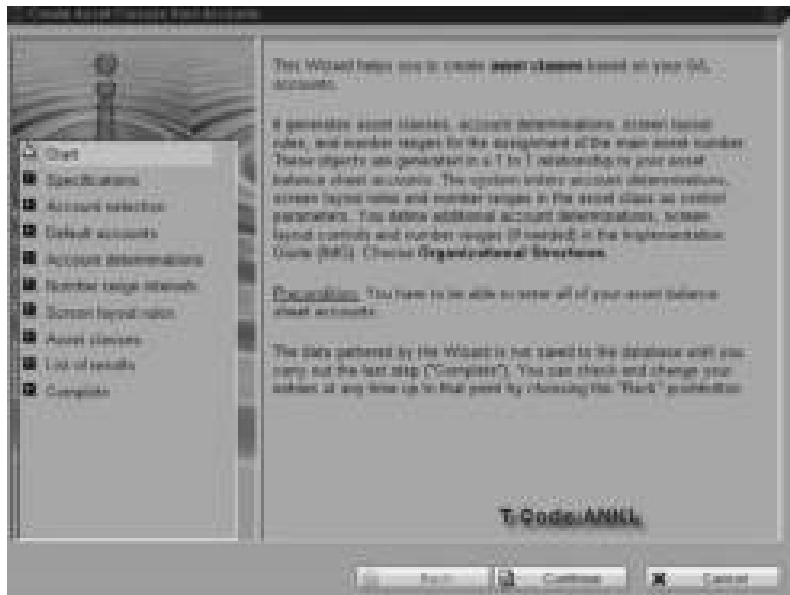 Create Asset Classes from Accounts
Start
Specifications
Account selection
Default accounts
Account determinations
Number range intervals
Screen layout rules
Asset classes
List of results
Complete
This Wizard helps you to create asset classes based on your G/L
accounts.
It generates asset classes, account determinations, screen layout
rules, and number ranges for the assignment of the main asset number.
These objects are generated in a 1 to 1 relationship to your asset
balance sheet accounts. The system enters account determinations,
screen layout rules and number ranges in the asset class as control
parameters. You define additional account determinations, screen
layout controls and number ranges (if needed) in the Implementation
Guide (IMG). Choose Organizational Structures.
Precondition: You have to be able to enter all of your asset balance
sheet accounts.
The data gathered by the Wizard is not saved to the database until you
carry out the last step ("Complete"). You can check and change your
entries at any time up to that point by choosing the "Back" pushbutton.
T.Code:ANKL
Back
Continue
Cancel